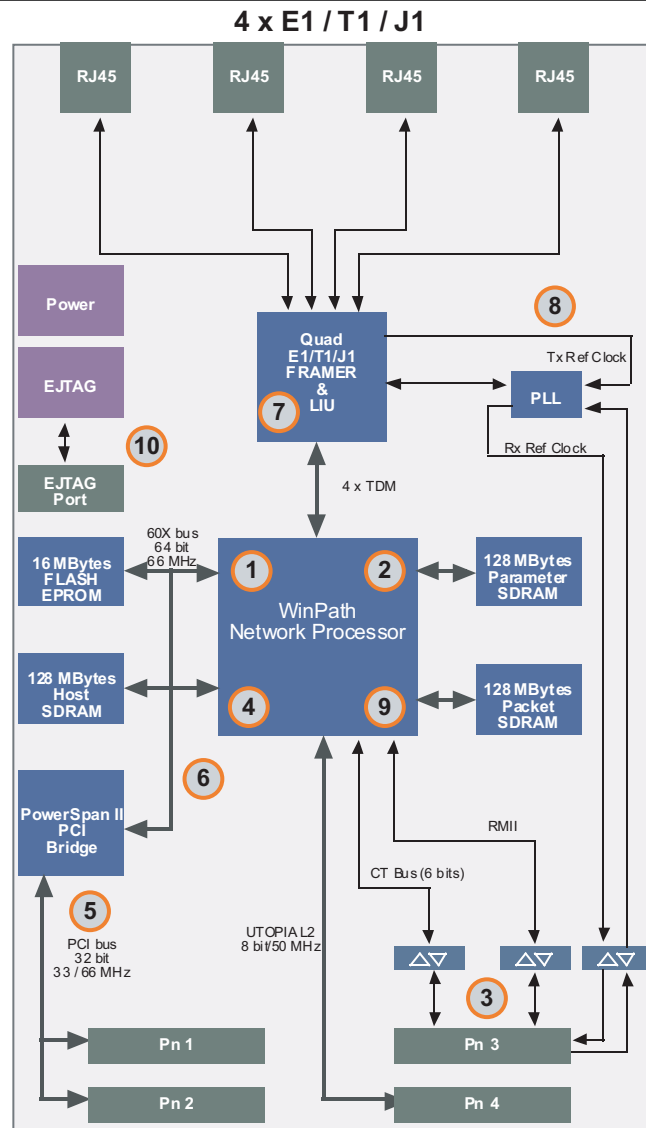 4 x E1 / T1 / J1
RJ45
RJ45
RJ45
RJ45
Power
EJTAG
10
EJTAG
Port
Quad
E1/T1/J1
FRAMER
&
LIU
7
8
Tx Ref Clock
PLL
Rx Ref Clock
4 x TDM
60X bus
64 bit
66 MHz
16 MBytes
FLASH
EPROM
1
2
WinPath
Network Processor
4
9
128 MBytes
Parameter
SDRAM
128 MBytes
Host
SDRAM
128 MBytes
Packet
SDRAM
6
PowerSpan II
PCI
Bridge
5
PCI bus
32 bit
33 / 66 MHz
RMII
CT Bus (6 bits)
UTOPIA L2
8 bit/50 MHz
3
Pn 1
Pn 3
Pn 2
Pn 4